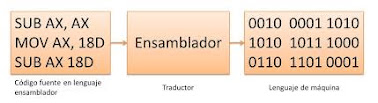 SUB AX, AX
MOV AX, 18D
SUB AX 18D
Código fuente en lenguaje
ensamblador
Ensamblador
Traductor
0010 0001 1010
1010 1011 1000
0110 1101 0001
Lenguaje de máquina